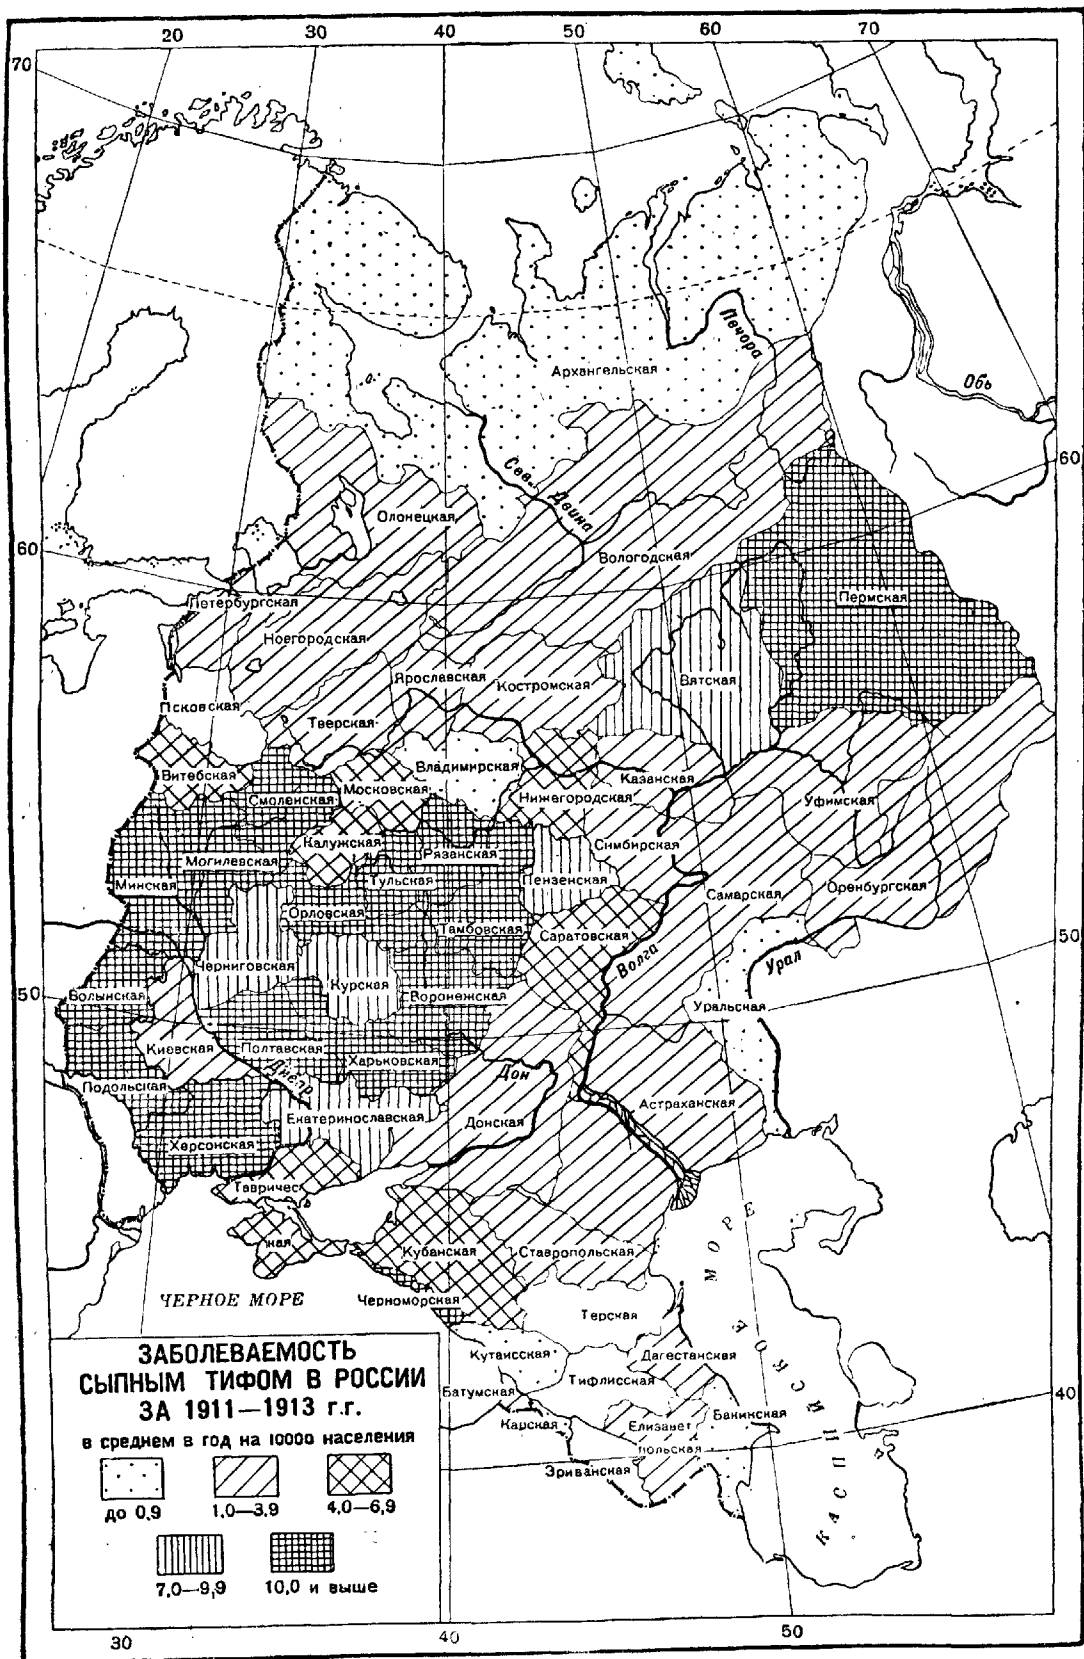 20 30 40 50 60 70
70
Печора
Архангельская
Обь
60
Сев. Двина
Олонецкая
60
Вологодская
Пермская
Петербургская
Ноегородская
Вятская
Ярославская
Костромская
Псковская
Тверская
Витебская
Владимирская
Казанская
Смоленская
Московская
Нижегородская
Уфимская
Калужская
Симбирская
Могилевская
Рязанская
Минская
Тульская
Пензенская
Оренбургская
Самарская
Орловская
Тамбовская
Саратовская
50
Волга
Урал
Черниговская
Курская
50
Волынская
Воронежская
Уральская
Киевская
Полтавская
Харьковская
Днепр
Дон
Подольская
Астраханская
Екатеринославская
Донская
Херсонская
Тавричес
кая
Кубанская
Ставропольская
Черноморская
ЧЕРНОЕ МОРЕ
Терская
КАСПИЙСКОЕ МОРЕ
Кутаисская
Дагестанская
Тифлисская
Батумская
40
Карская
Елизавет
польская
Бакинская
Эриванская
ЗАБОЛЕВАЕМОСТЬ
СЫПНЫМ ТИФОМ В РОССИИ
ЗА 1911—1913 г.г.
в среднем в год на 10000 населения
до 0,9 1,0—3,9 4,0—6,9
7,0—9,9 10,0 и выше
30 40 50